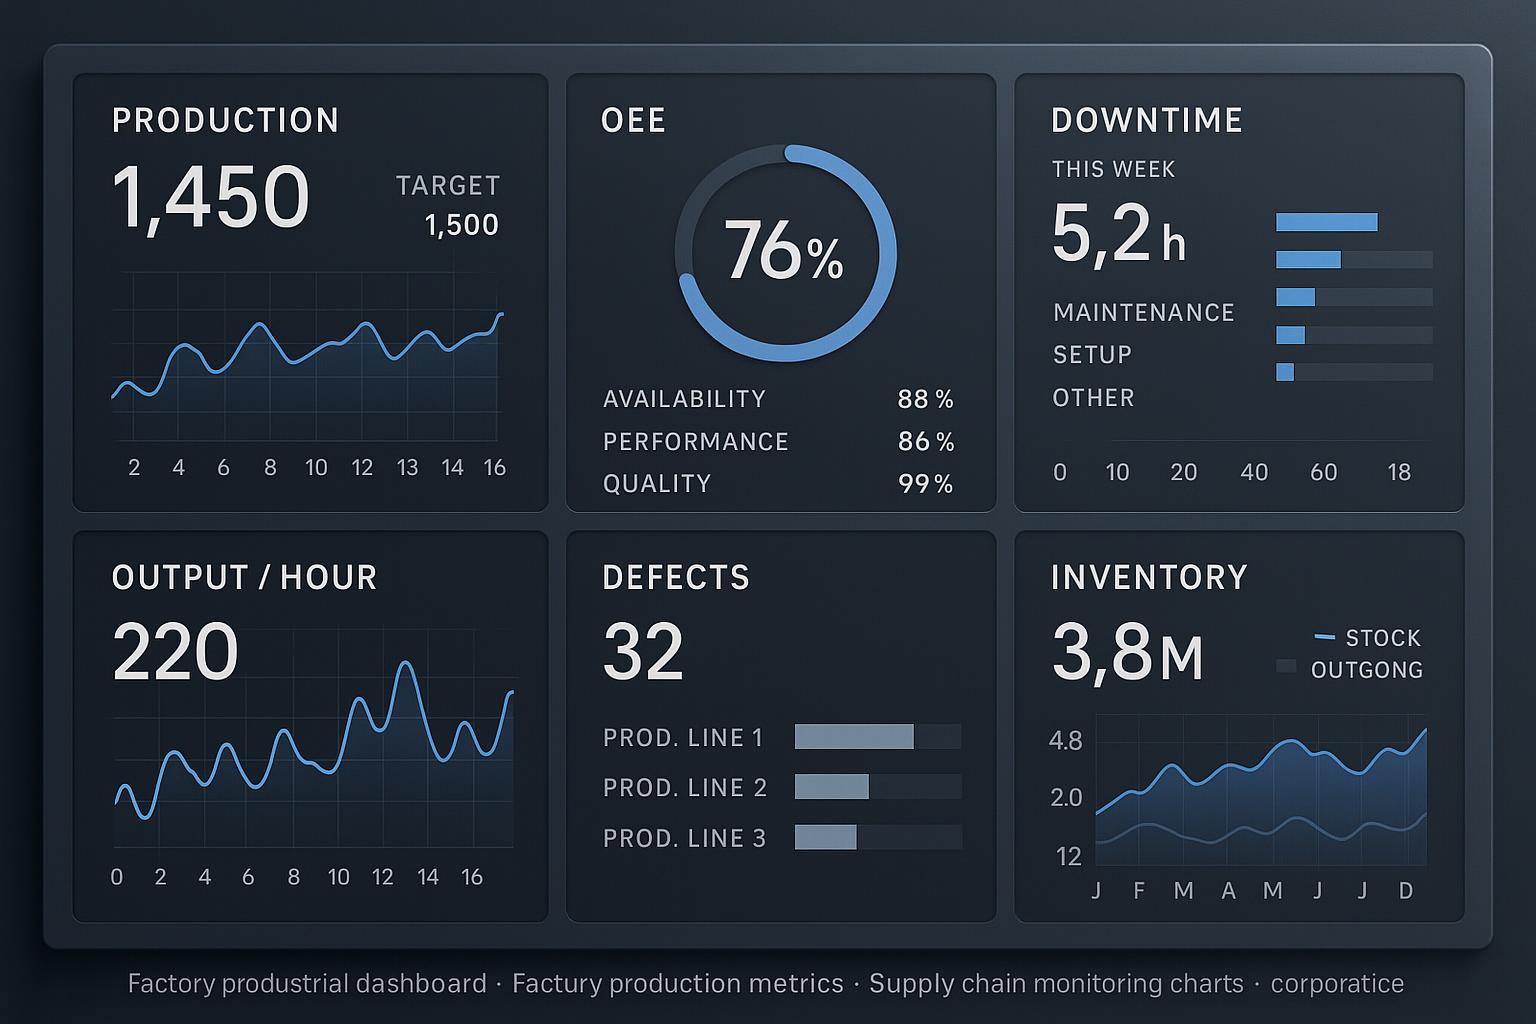 PRODUCTION
1,450
TARGET
1,500
2 4 6 8 10 12 13 14 16
OEE
76%
AVAILABILITY 88 %
PERFORMANCE 86 %
QUALITY 99 %
DOWNTIME
THIS WEEK
5,2 h
MAINTENANCE
SETUP
OTHER
0 10 20 40 60 18
OUTPUT / HOUR
220
0 2 4 6 8 10 12 14 16
DEFECTS
32
PROD. LINE 1
PROD. LINE 2
PROD. LINE 3
INVENTORY
3,8 M
STOCK
OUTGONG
4.8
2.0
12
J F M A M J J D
Factory produstrial dashboard · Factury production metrics · Supply chain monitoring charts · corporatice